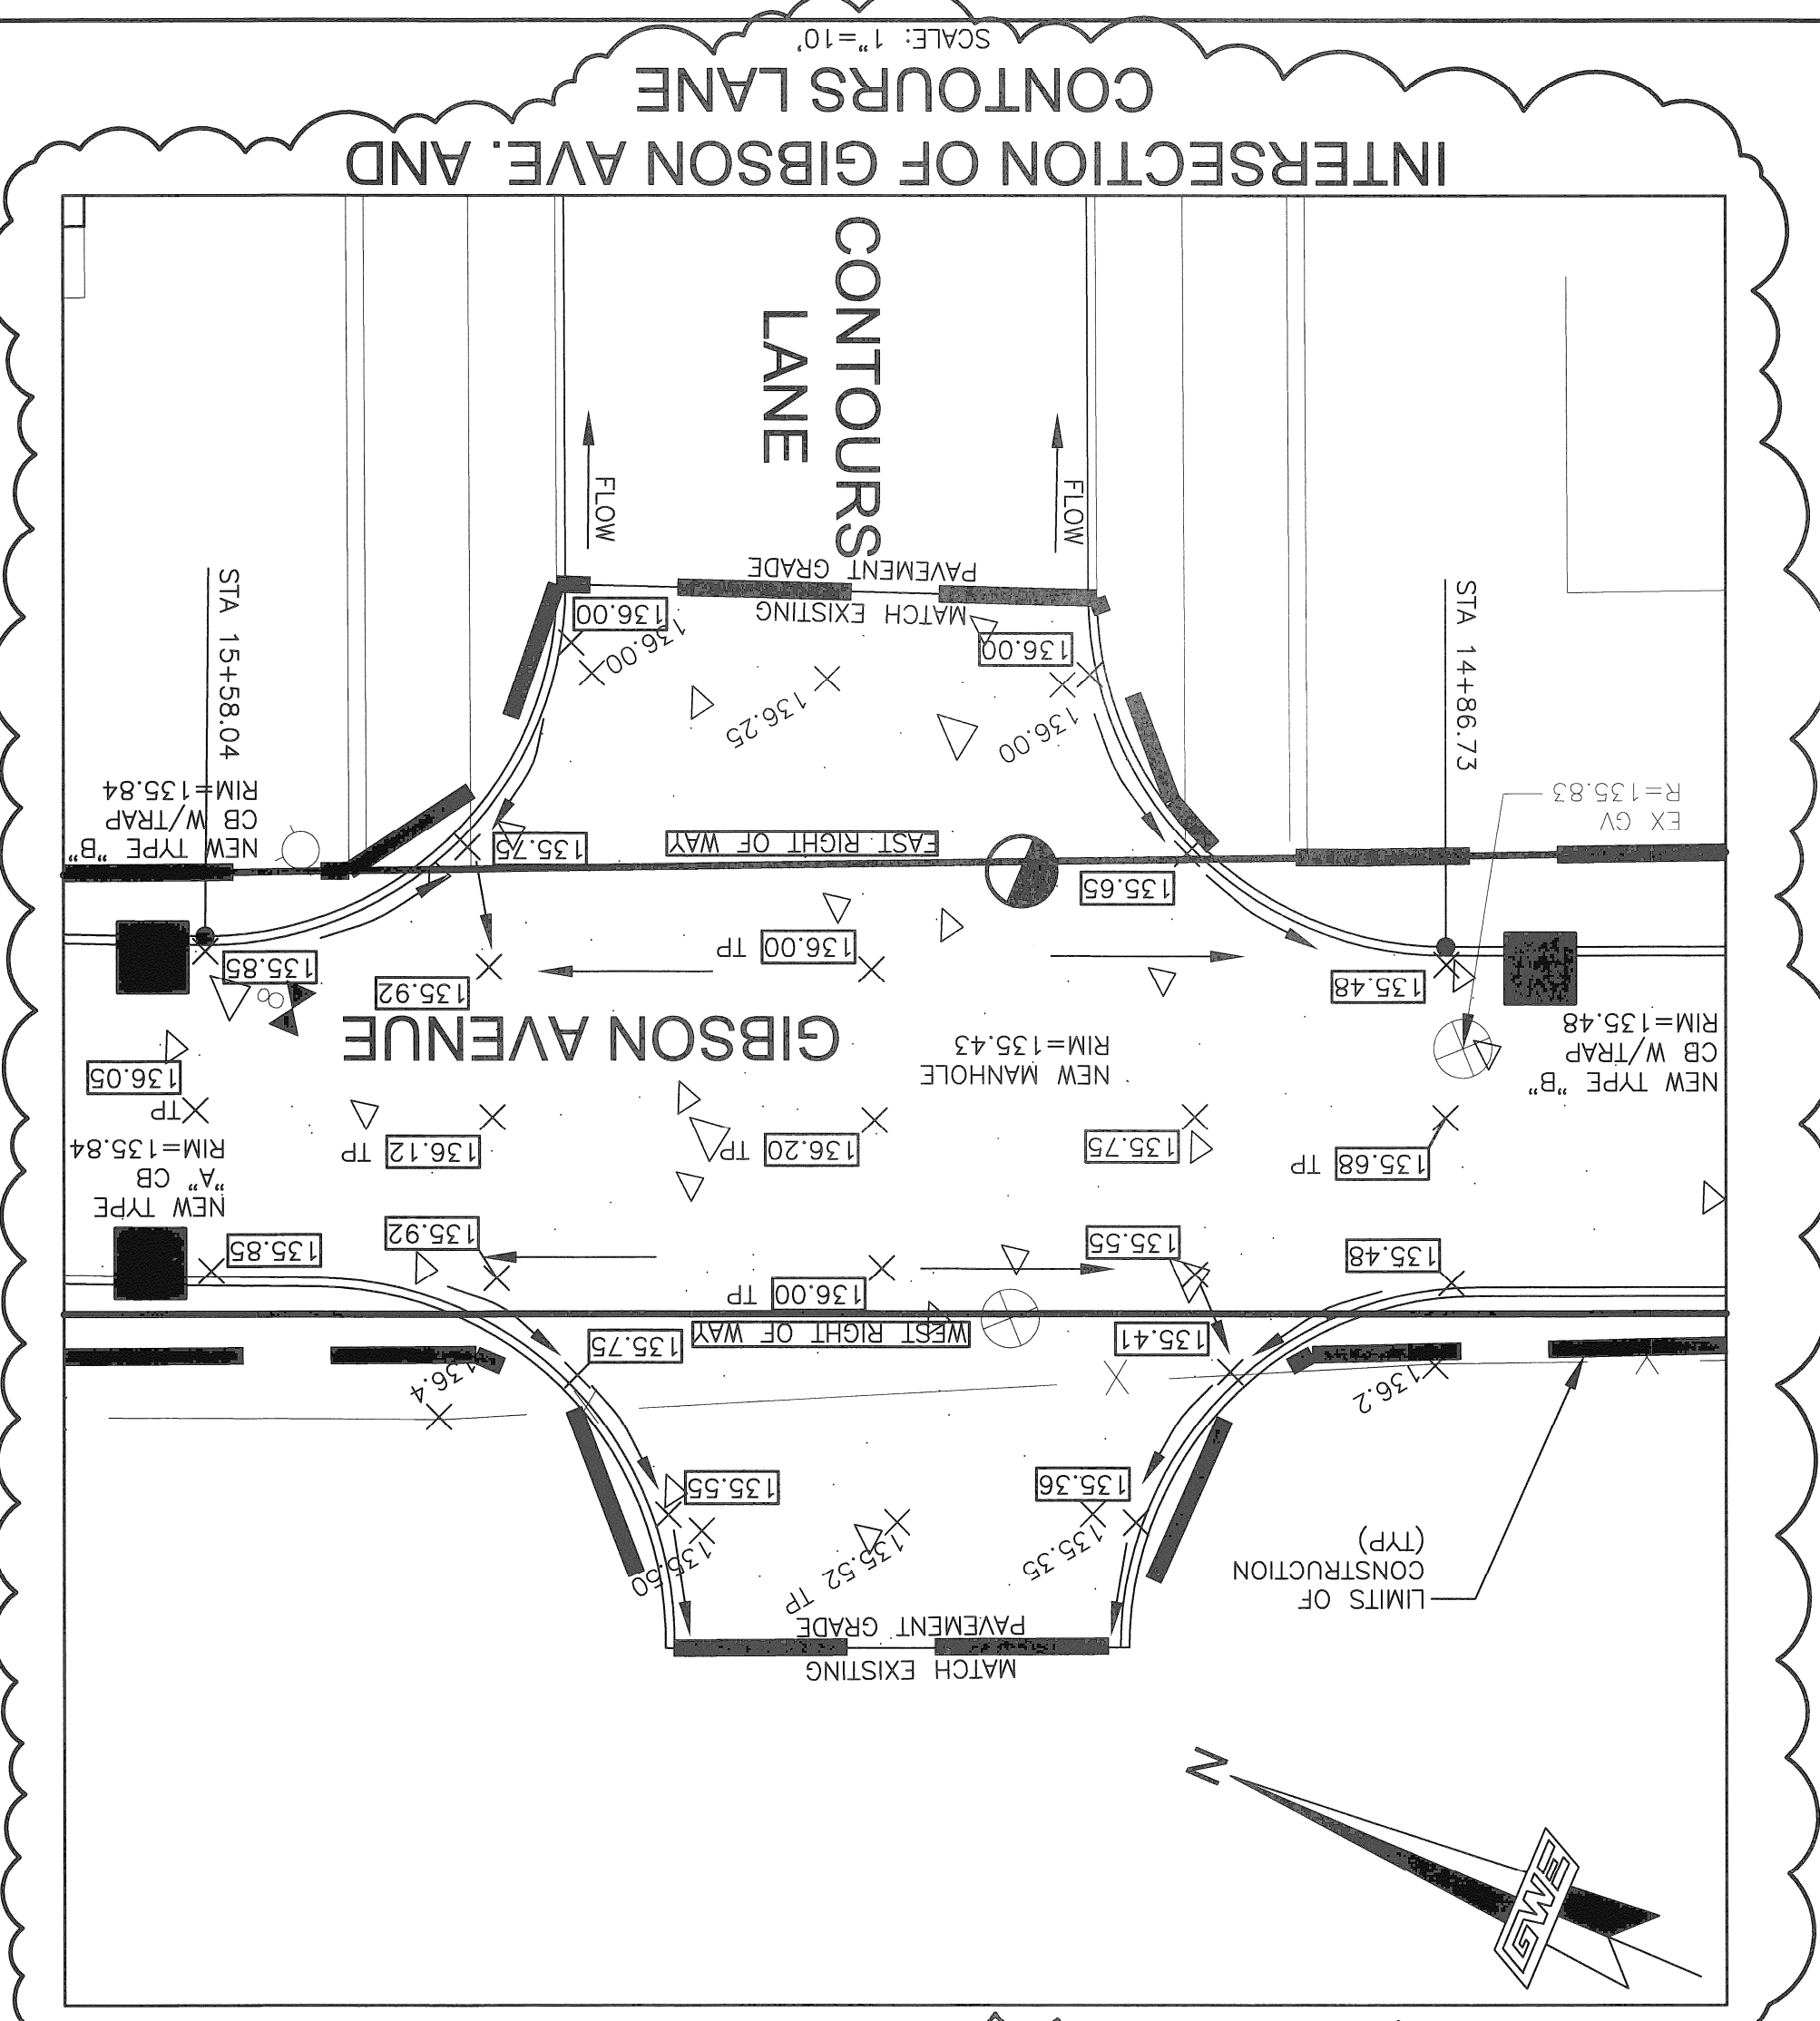 GWE
N
MATCH EXISTING
PAVEMENT GRADE
LIMITS OF
CONSTRUCTION
(TYP)
135.35
135.52 TP
135.50
135.36
135.55
136.2
136.4
135.41
WEST RIGHT OF WAY
135.75
136.00 TP
135.48
135.55
135.92
135.85
NEW TYPE
"A" CB
RIM=135.84
135.68 TP
135.75
136.20 TP
136.12 TP
TP
136.05
NEW TYPE "B"
CB W/TRAP
RIM=135.48
NEW MANHOLE
RIM=135.43
GIBSON AVENUE
135.48
136.00 TP
135.92
135.85
135.65
EAST RIGHT OF WAY
135.75
NEW TYPE "B"
CB W/TRAP
RIM=135.84
EX GV
R=135.83
STA 14+86.73
STA 15+58.04
136.00
136.25
136.00
136.00
136.00
MATCH EXISTING
PAVEMENT GRADE
FLOW
FLOW
CONTOURS
LANE
INTERSECTION OF GIBSON AVE. AND
CONTOURS LANE
SCALE: 1"=10'